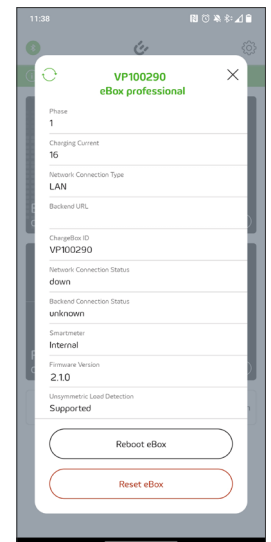 11:38
VP100290
eBox professional
Phase
1
Charging Current
16
Network Connection Type
LAN
Backend URL
ChargeBox ID
VP100290
Network Connection Status
down
Backend Connection Status
unknown
Smartmeter
Internal
Firmware Version
2.1.0
Unsymmetric Load Detection
Supported
Reboot eBox
Reset eBox